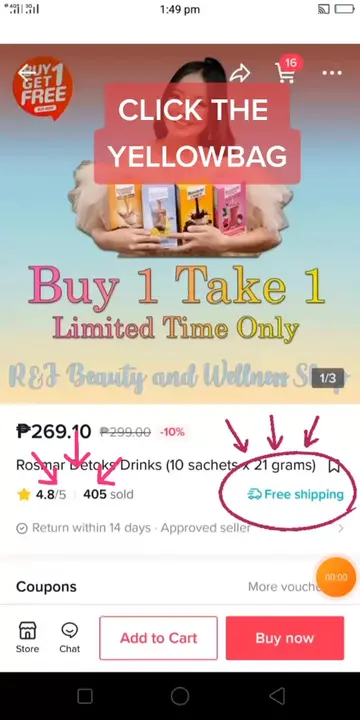 4GS 3G
1:49 pm
BUY 1
GET
FREE
16
CLICK THE
YELLOWBAG
Buy 1 Take 1
Limited Time Only
R&J Beauty and Wellness Shop
1/3
₱269.10 ₱299.00 -10%
Rosmar Detoks Drinks (10 sachets x 21 grams)
4.8/5 405 sold Free shipping
Return within 14 days · Approved seller
00:00
Coupons More vouche
Store Chat Add to Cart Buy now